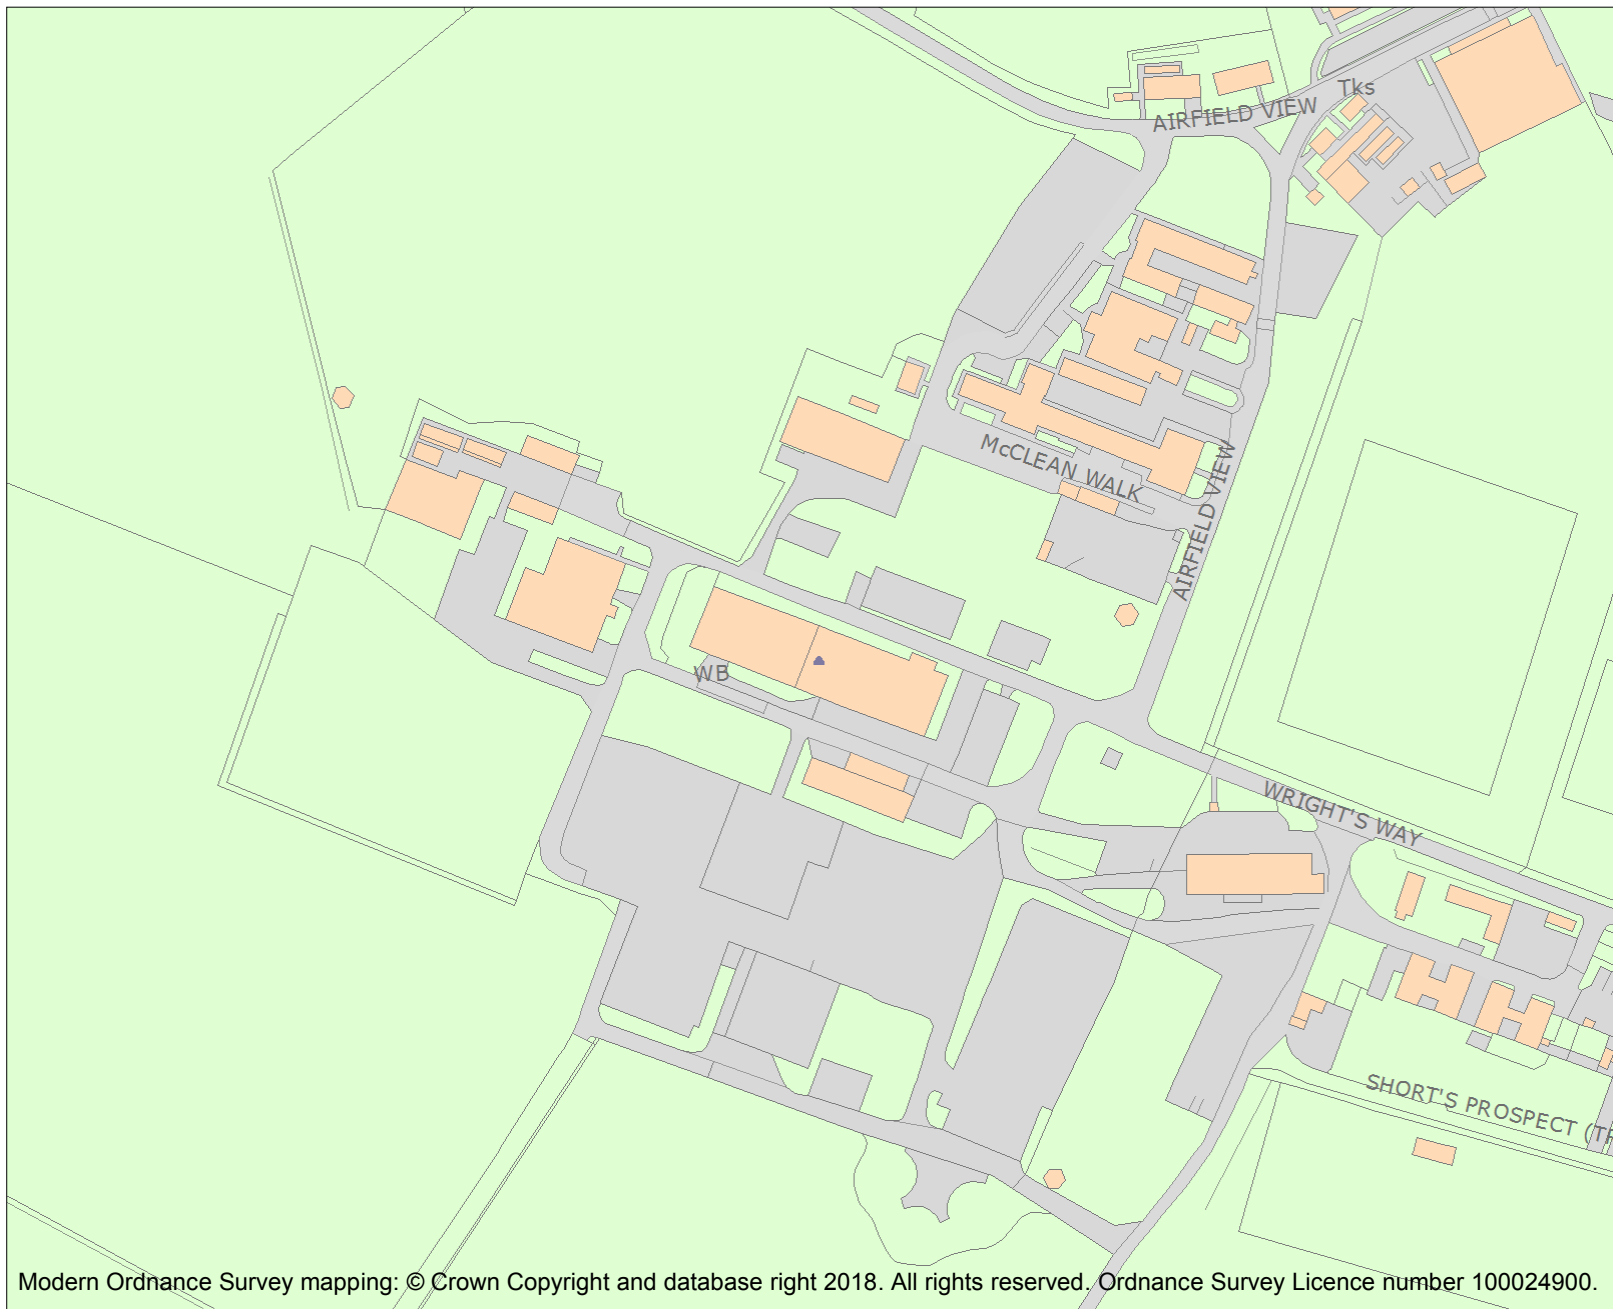 Tks
AIRFIELD VIEW
McCLEAN WALK
AIRFIELD VIEW
WB
WRIGHT'S WAY
SHORT'S PROSPECT (TR
Modern Ordnance Survey mapping: © Crown Copyright and database right 2018. All rights reserved. Ordnance Survey Licence number 100024900.